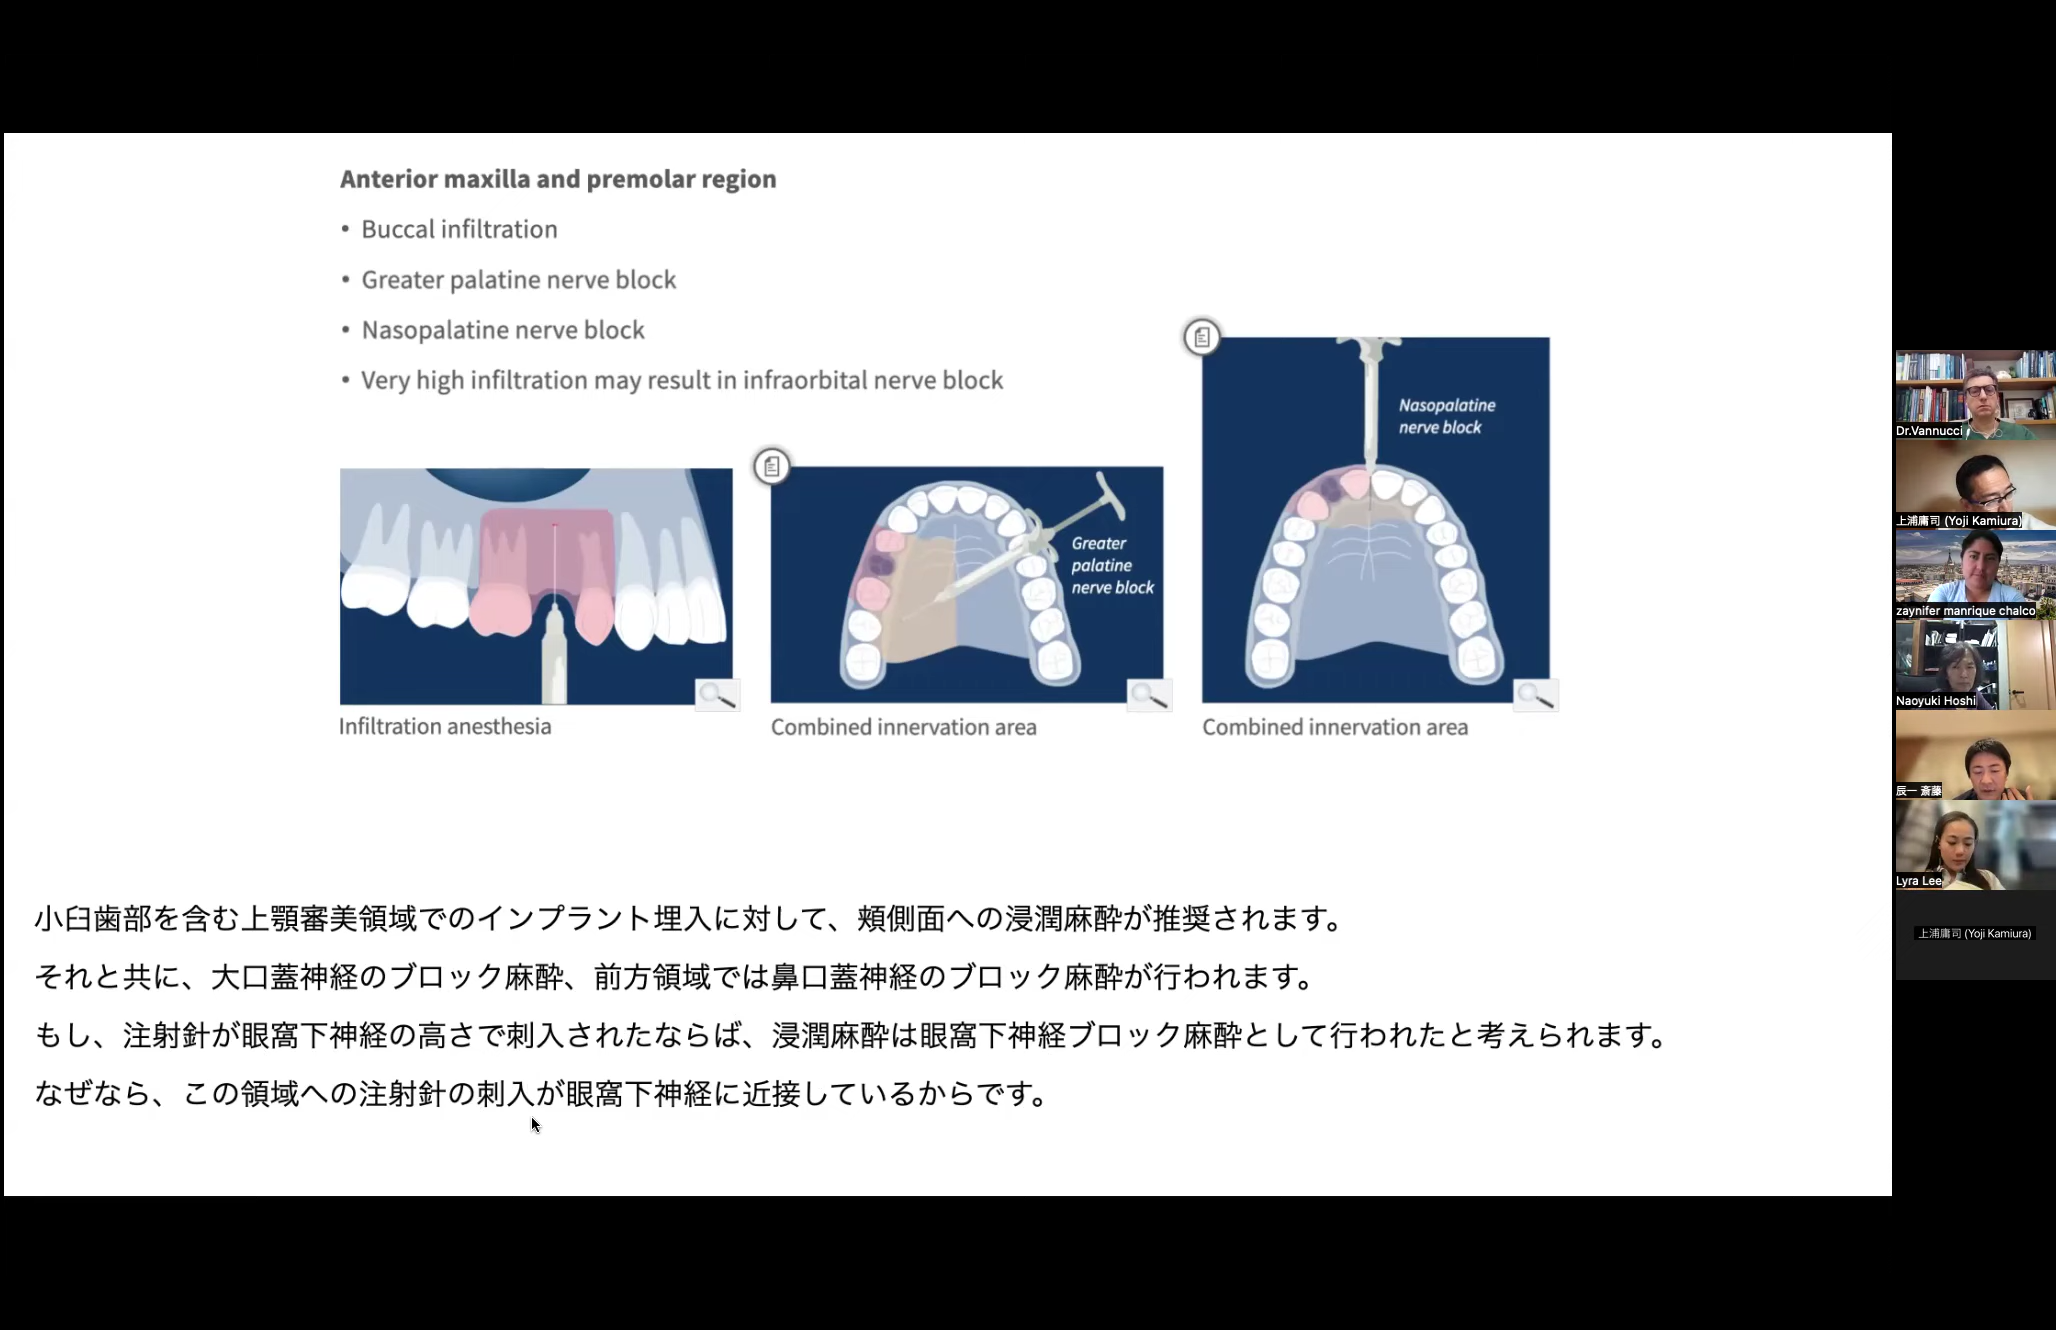 Anterior maxilla and premolar region
• Buccal infiltration
• Greater palatine nerve block
• Nasopalatine nerve block
• Very high infiltration may result in infraorbital nerve block
Nasopalatine
nerve block
Greater
palatine
nerve block
Infiltration anesthesia
Combined innervation area
Combined innervation area
小臼歯部を含む上顎審美領域でのインプラント埋入に対して、頰側面への浸潤麻酔が推奨されます。
それと共に、大口蓋神経のブロック麻酔、前方領域では鼻口蓋神経のブロック麻酔が行われます。
もし、注射針が眼窩下神経の高さで刺入されたならば、浸潤麻酔は眼窩下神経ブロック麻酔として行われたと考えられます。
なぜなら、この領域への注射針の刺入が眼窩下神経に近接しているからです。
Dr.Vannucci
上浦庸司 (Yoji Kamiura)
zaynifer manrique chalco
Naoyuki Hoshi
辰一 斎藤
Lyra Lee
上浦庸司 (Yoji Kamiura)